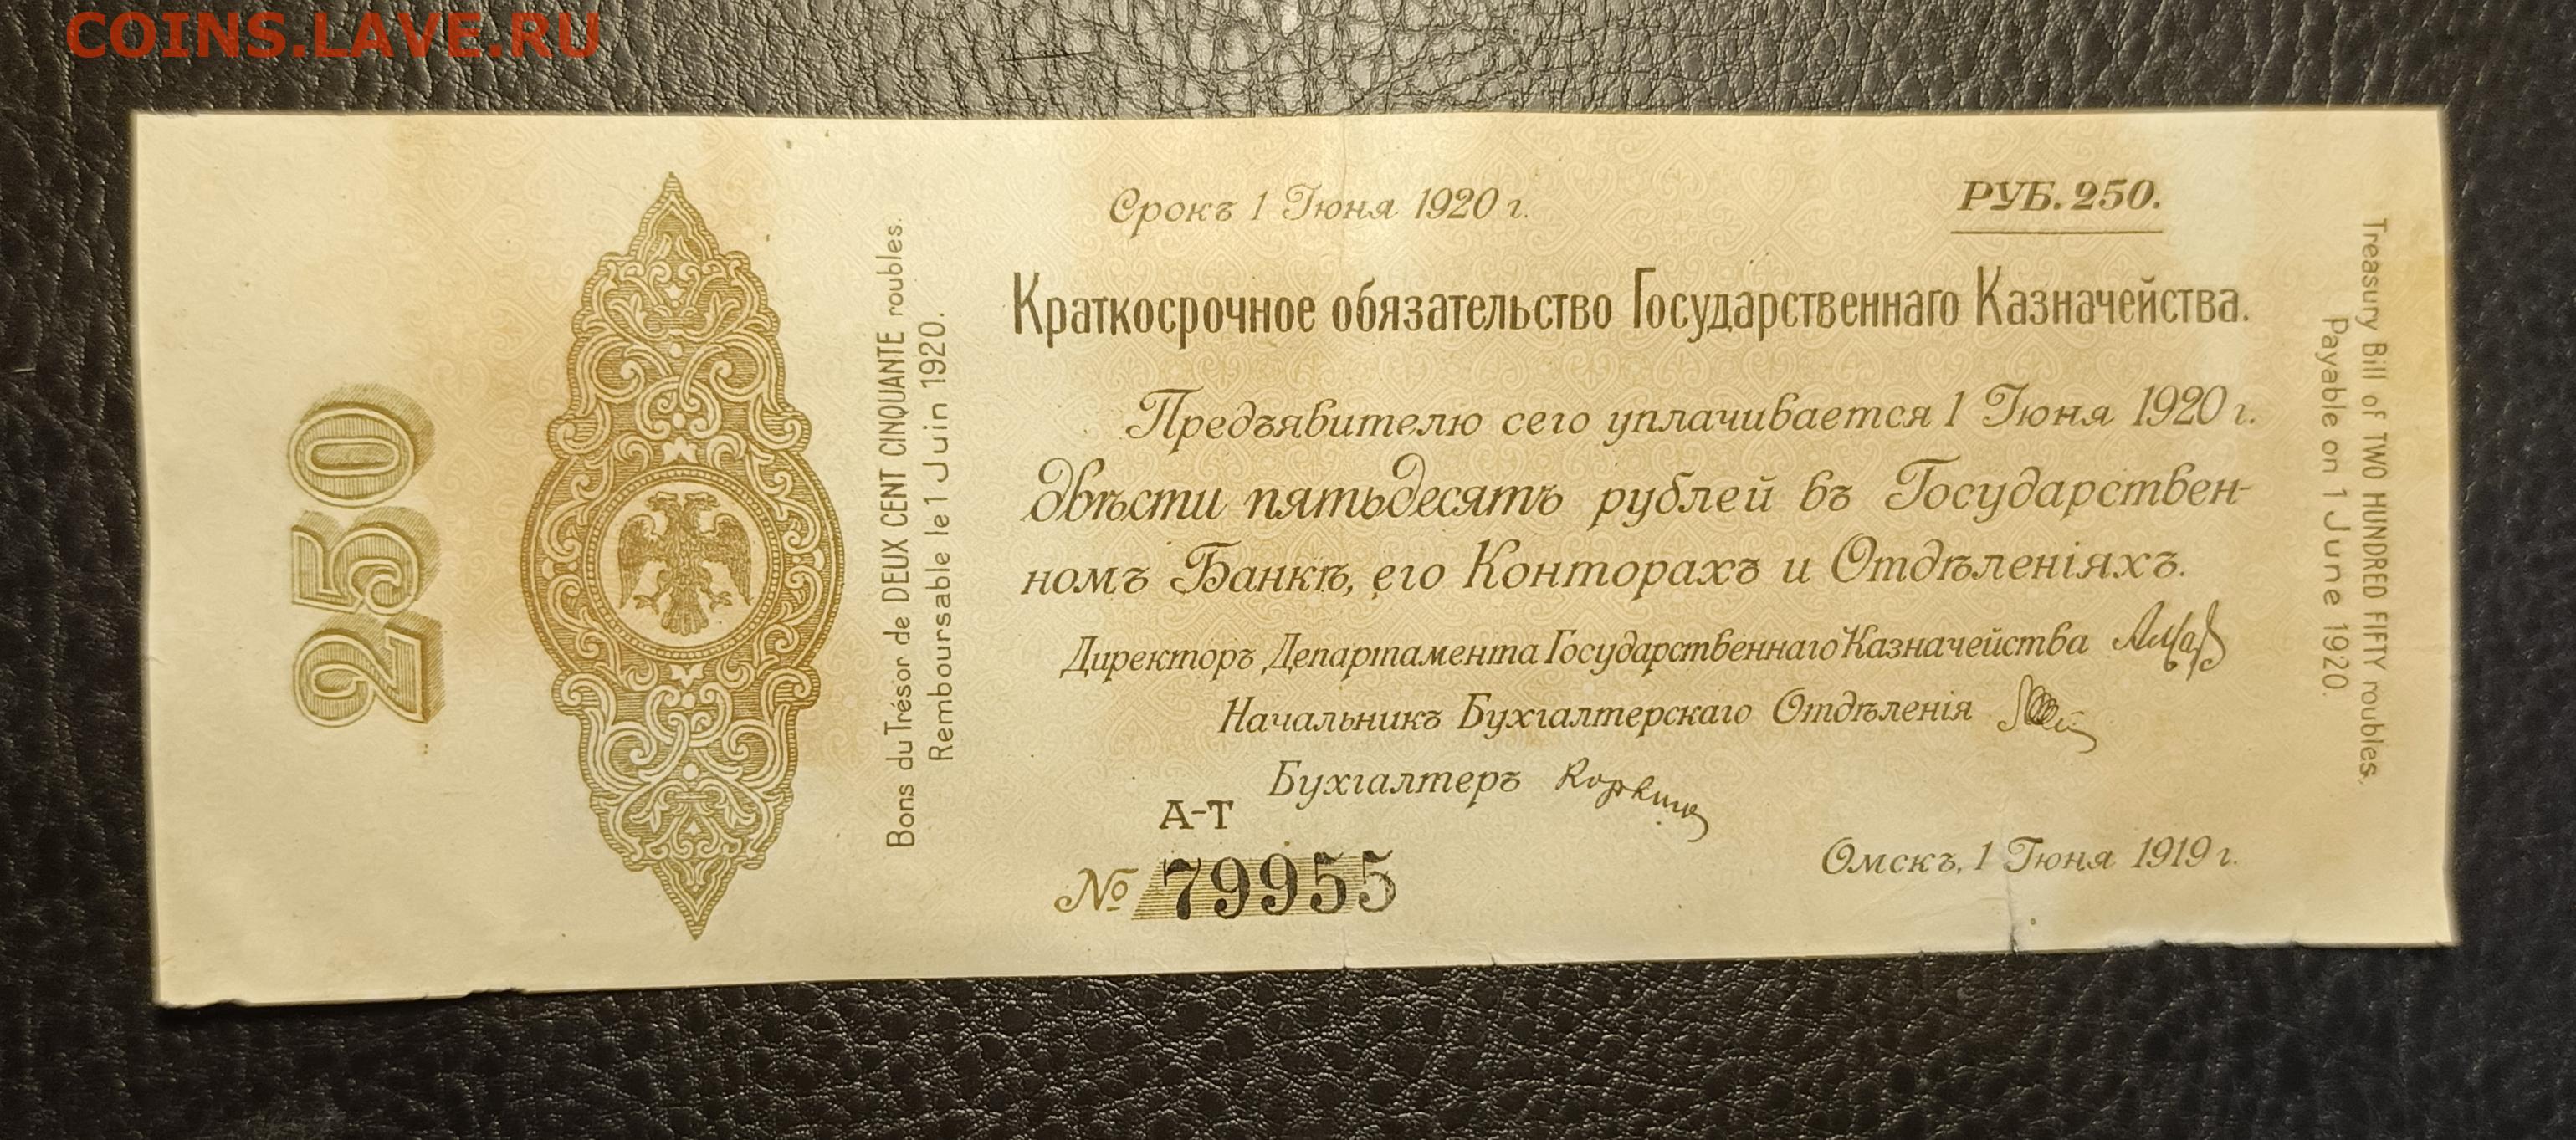 COINS.LAVE.RU
250
Bons du Trésor de DEUX CENT CINQUANTE roubles.
Remboursable le 1 Juin 1920.
Срокъ 1 Іюня 1920 г.
РУБ. 250.
Краткосрочное обязательство Государственнаго Казначейства.
Предъявителю сего уплачивается 1 Іюня 1920 г.
двѣсти пятьдесятъ рублей въ Государствен-
номъ Банкѣ, его Конторахъ и Отдѣленіяхъ.
Директоръ Департамента Государственнаго Казначейства
Начальникъ Бухгалтерскаго Отдѣленія
Бухгалтеръ
А-Т
№ 79955
Омскъ, 1 Іюня 1919 г.
Treasury Bill of TWO HUNDRED FIFTY roubles.
Payable on 1 June 1920.